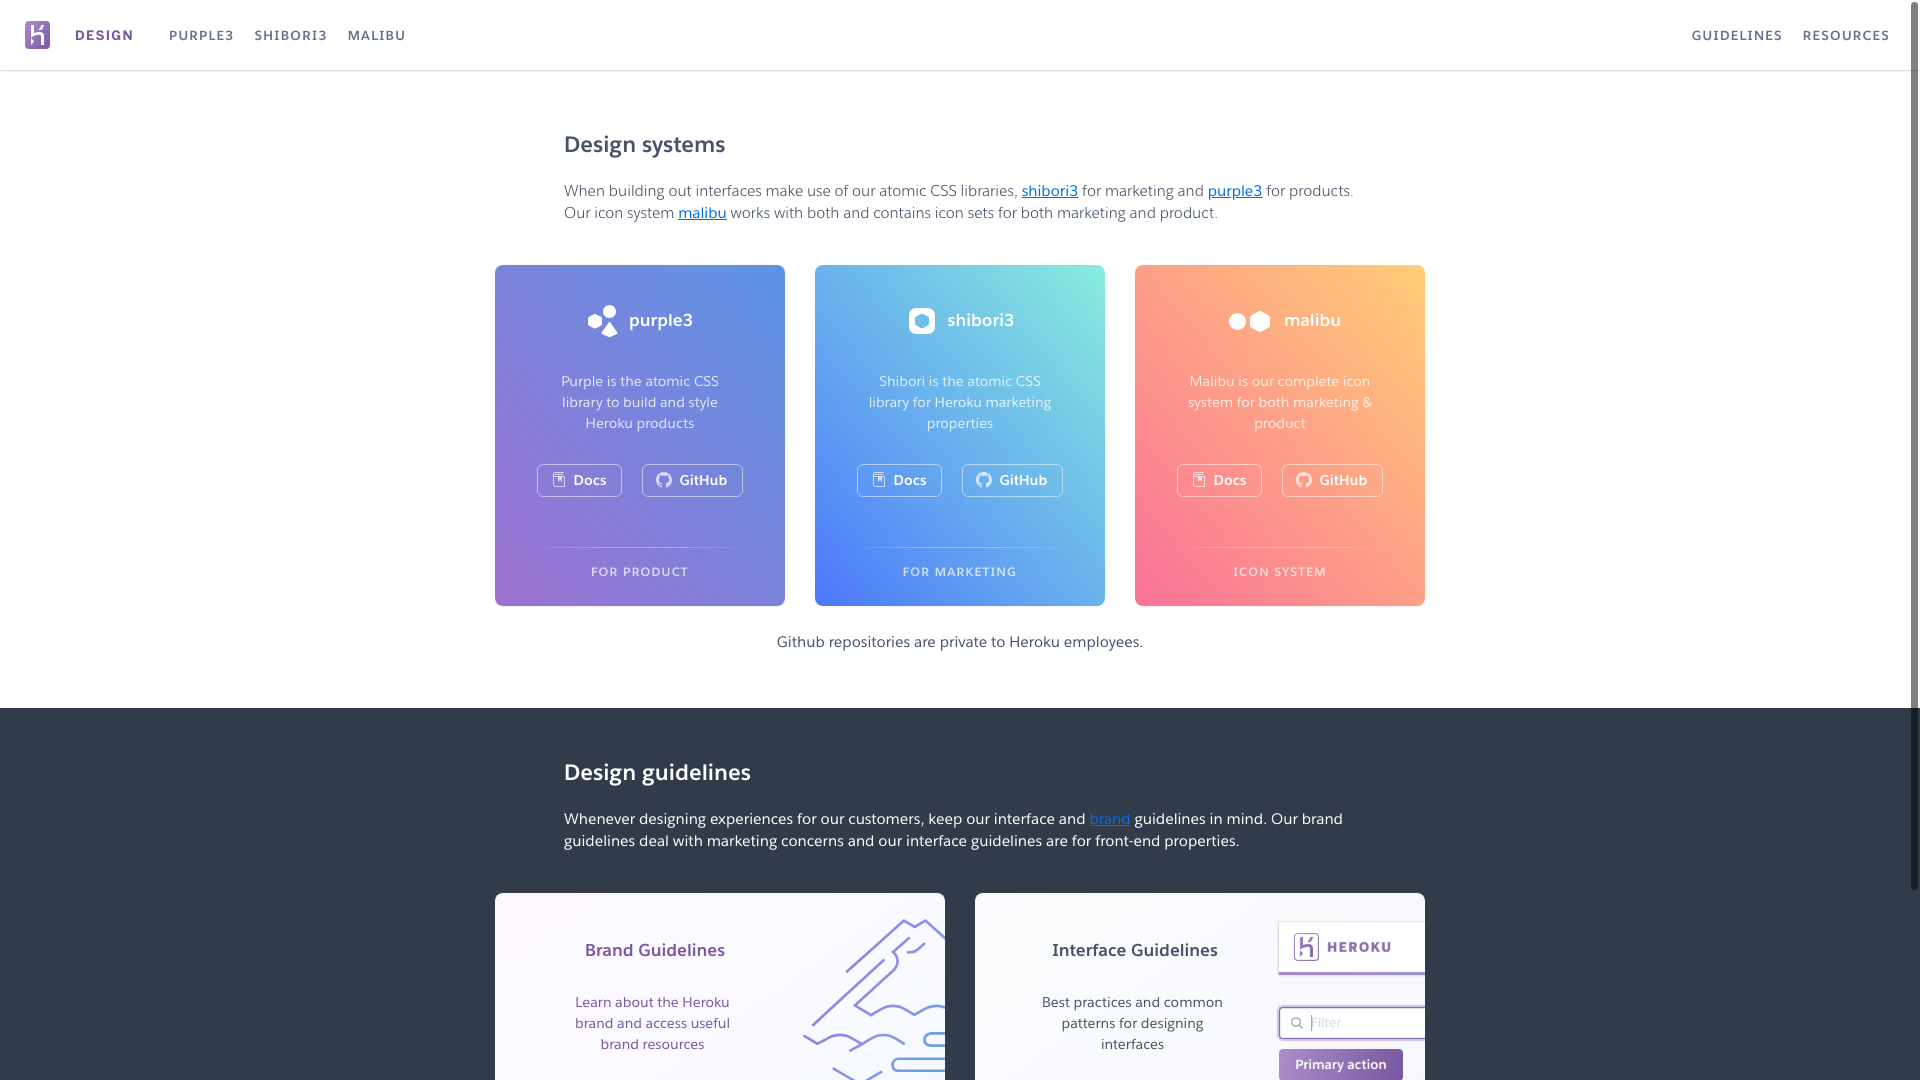 DESIGN PURPLE3 SHIBORI3 MALIBU GUIDELINES RESOURCES
Design systems
When building out interfaces make use of our atomic CSS libraries, shibori3 for marketing and purple3 for products.
Our icon system malibu works with both and contains icon sets for both marketing and product.
purple3
Purple is the atomic CSS
library to build and style
Heroku products
Docs GitHub
FOR PRODUCT
shibori3
Shibori is the atomic CSS
library for Heroku marketing
properties
Docs GitHub
FOR MARKETING
malibu
Malibu is our complete icon
system for both marketing &
product
Docs GitHub
ICON SYSTEM
Github repositories are private to Heroku employees.
Design guidelines
Whenever designing experiences for our customers, keep our interface and brand guidelines in mind. Our brand
guidelines deal with marketing concerns and our interface guidelines are for front-end properties.
Brand Guidelines
Learn about the Heroku
brand and access useful
brand resources
Interface Guidelines
Best practices and common
patterns for designing
interfaces
HEROKU
Filter
Primary action